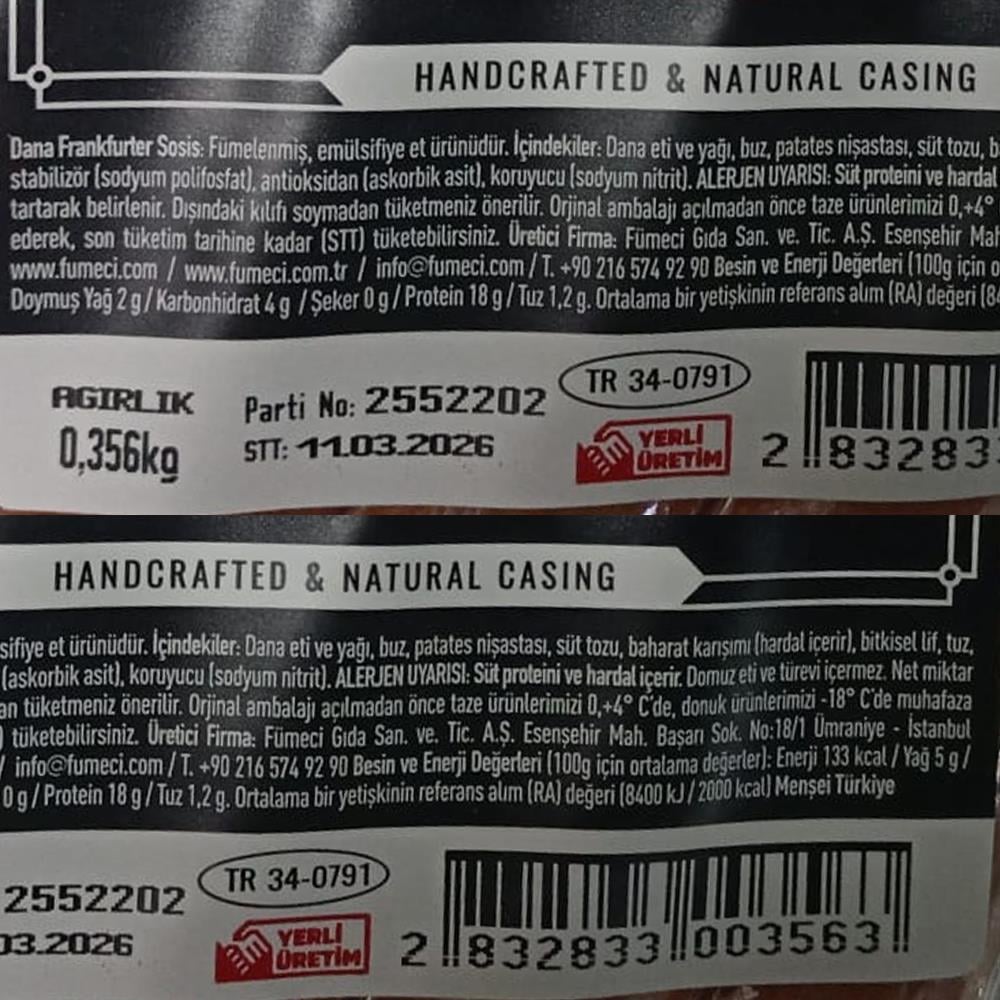 HANDCRAFTED & NATURAL CASING
Dana Frankfurter Sosis: Fümelenmiş, emülsifiye et ürünüdür. İçindekiler: Dana eti ve yağı, buz, patates nişastası, süt tozu, b
stabilizör (sodyum polifosfat), antioksidan (askorbik asit), koruyucu (sodyum nitrit). ALERJEN UYARISI: Süt proteini ve hardal
tartarak belirlenir. Dışındaki kılıfı soymadan tüketmeniz önerilir. Orjinal ambalajı açılmadan önce taze ürünlerimizi 0,+4°
ederek, son tüketim tarihine kadar (STT) tüketebilirsiniz. Üretici Firma: Fümeci Gıda San. ve. Tic. A.Ş. Esenşehir Mah
www.fumeci.com / www.fumeci.com.tr / info@fumeci.com / T. +90 216 574 92 90 Besin ve Enerji Değerleri (100g için o
Doymuş Yağ 2 g / Karbonhidrat 4 g / Şeker 0 g / Protein 18 g / Tuz 1,2 g. Ortalama bir yetişkinin referans alım (RA) değeri (84
AGIRLIK
0,356kg
Parti No: 2552202
STT: 11.03.2026
TR 34-0791
YERLİ
ÜRETİM
2 832833
HANDCRAFTED & NATURAL CASING
sifiye et ürünüdür. İçindekiler: Dana eti ve yağı, buz, patates nişastası, süt tozu, baharat karışımı (hardal içerir), bitkisel lif, tuz,
(askorbik asit), koruyucu (sodyum nitrit). ALERJEN UYARISI: Süt proteini ve hardal içerir. Domuz eti ve türevi içermez. Net miktar
an tüketmeniz önerilir. Orjinal ambalajı açılmadan önce taze ürünlerimizi 0,+4° C'de, donuk ürünlerimizi -18° C'de muhafaza
) tüketebilirsiniz. Üretici Firma: Fümeci Gıda San. ve. Tic. A.Ş. Esenşehir Mah. Başarı Sok. No:18/1 Ümraniye - İstanbul
/ info@fumeci.com / T. +90 216 574 92 90 Besin ve Enerji Değerleri (100g için ortalama değerler): Enerji 133 kcal / Yağ 5 g /
0 g / Protein 18 g / Tuz 1,2 g. Ortalama bir yetişkinin referans alım (RA) değeri (8400 kJ / 2000 kcal) Menşei Türkiye
2552202
03.2026
TR 34-0791
YERLİ
ÜRETİM
2 832833 003563